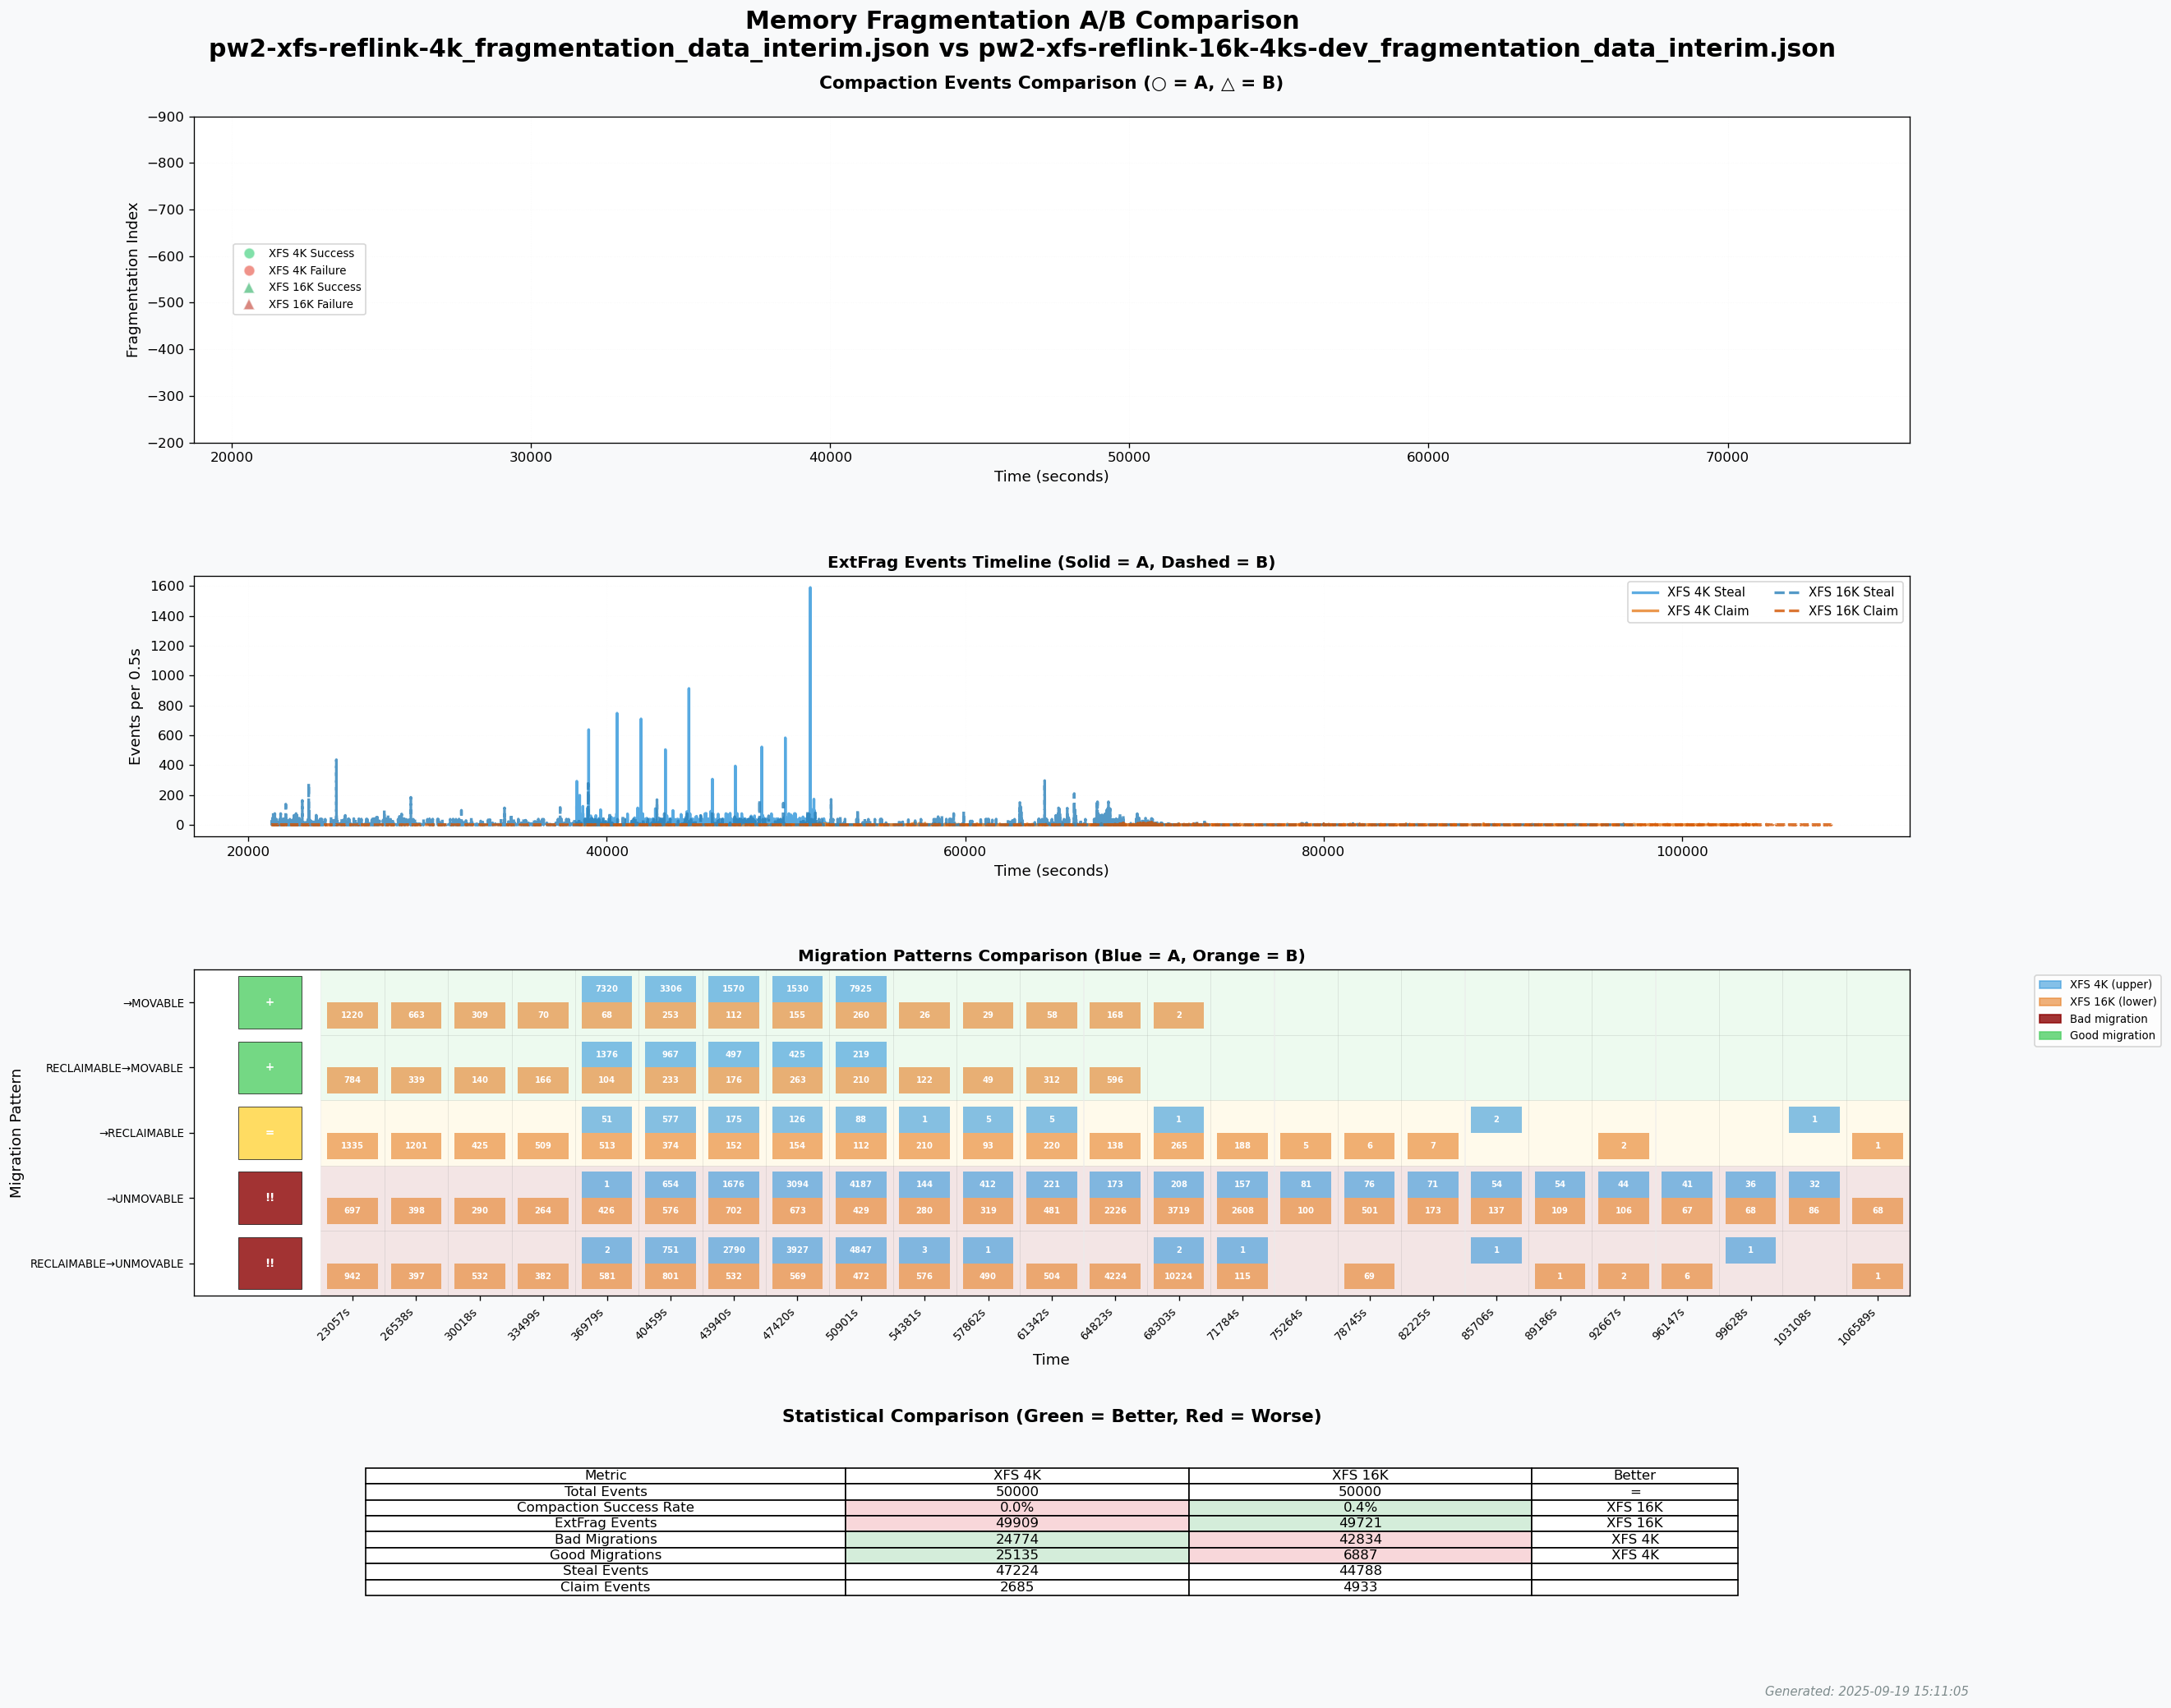 Memory Fragmentation A/B Comparison
pw2-xfs-reflink-4k_fragmentation_data_interim.json vs pw2-xfs-reflink-16k-4ks-dev_fragmentation_data_interim.json
Compaction Events Comparison (○ = A, △ = B)
−900
−800
−700
−600
−500
−400
−300
−200
Fragmentation Index
XFS 4K Success
XFS 4K Failure
XFS 16K Success
XFS 16K Failure
20000 30000 40000 50000 60000 70000
Time (seconds)
ExtFrag Events Timeline (Solid = A, Dashed = B)
1600
1400
1200
1000
800
600
400
200
0
Events per 0.5s
XFS 4K Steal XFS 16K Steal
XFS 4K Claim XFS 16K Claim
20000 40000 60000 80000 100000
Time (seconds)
Migration Patterns Comparison (Blue = A, Orange = B)
XFS 4K (upper)
XFS 16K (lower)
Bad migration
Good migration
Migration Pattern
→MOVABLE +
7320 3306 1570 1530 7925
1220 663 309 70 68 253 112 155 260 26 29 58 168 2
RECLAIMABLE→MOVABLE +
1376 967 497 425 219
784 339 140 166 104 233 176 263 210 122 49 312 596
→RECLAIMABLE =
51 577 175 126 88 1 5 5 1 2 1
1335 1201 425 509 513 374 152 154 112 210 93 220 138 265 188 5 6 7 2 1
→UNMOVABLE !!
1 654 1676 3094 4187 144 412 221 173 208 157 81 76 71 54 54 44 41 36 32
697 398 290 264 426 576 702 673 429 280 319 481 2226 3719 2608 100 501 173 137 109 106 67 68 86 68
RECLAIMABLE→UNMOVABLE !!
2 751 2790 3927 4847 3 1 2 1 1 1
942 397 532 382 581 801 532 569 472 576 490 504 4224 10224 115 69 1 2 6 1
23057s 26538s 30018s 33499s 36979s 40459s 43940s 47420s 50901s 54381s 57862s 61342s 64823s 68303s 71784s 75264s 78745s 82225s 85706s 89186s 92667s 96147s 99628s 103108s 106589s
Time
Statistical Comparison (Green = Better, Red = Worse)
Metric XFS 4K XFS 16K Better
Total Events 50000 50000 =
Compaction Success Rate 0.0% 0.4% XFS 16K
ExtFrag Events 49909 49721 XFS 16K
Bad Migrations 24774 42834 XFS 4K
Good Migrations 25135 6887 XFS 4K
Steal Events 47224 44788
Claim Events 2685 4933
Generated: 2025-09-19 15:11:05